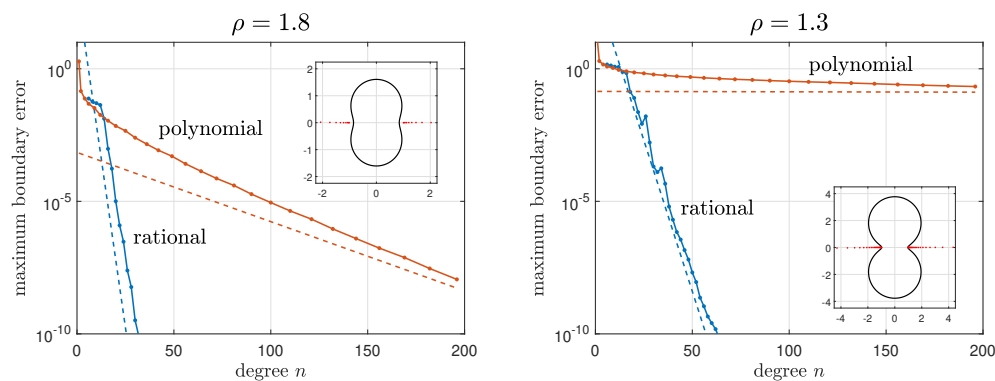 ρ = 1.8
maximum boundary error
10^0
10^-5
10^-10
polynomial
rational
2
1
0
-1
-2
-2 0 2
0 50 100 150 200
degree n
ρ = 1.3
maximum boundary error
10^0
10^-5
10^-10
polynomial
rational
4
2
0
-2
-4
-4 -2 0 2 4
0 50 100 150 200
degree n